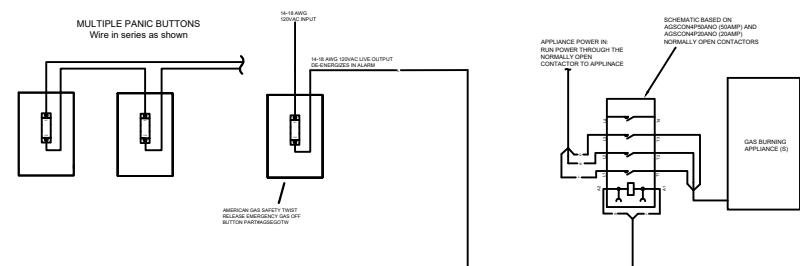 MULTIPLE PANIC BUTTONS
Wire in series as shown
14-18 AWG
120VAC INPUT
14-18 AWG 120VAC LIVE OUTPUT
DE-ENERGIZES IN ALARM
AMERICAN GAS SAFETY TWIST
RELEASE EMERGENCY GAS OFF
BUTTON PART#AGSEGOTW
APPLIANCE POWER IN:
RUN POWER THROUGH THE
NORMALLY OPEN
CONTACTOR TO APPLINACE
SCHEMATIC BASED ON
AGSCON4P50ANO (50AMP) AND
AGSCON4P20ANO (20AMP)
NORMALLY OPEN CONTACTORS
GAS BURNING
APPLIANCE (S)
A2
A1